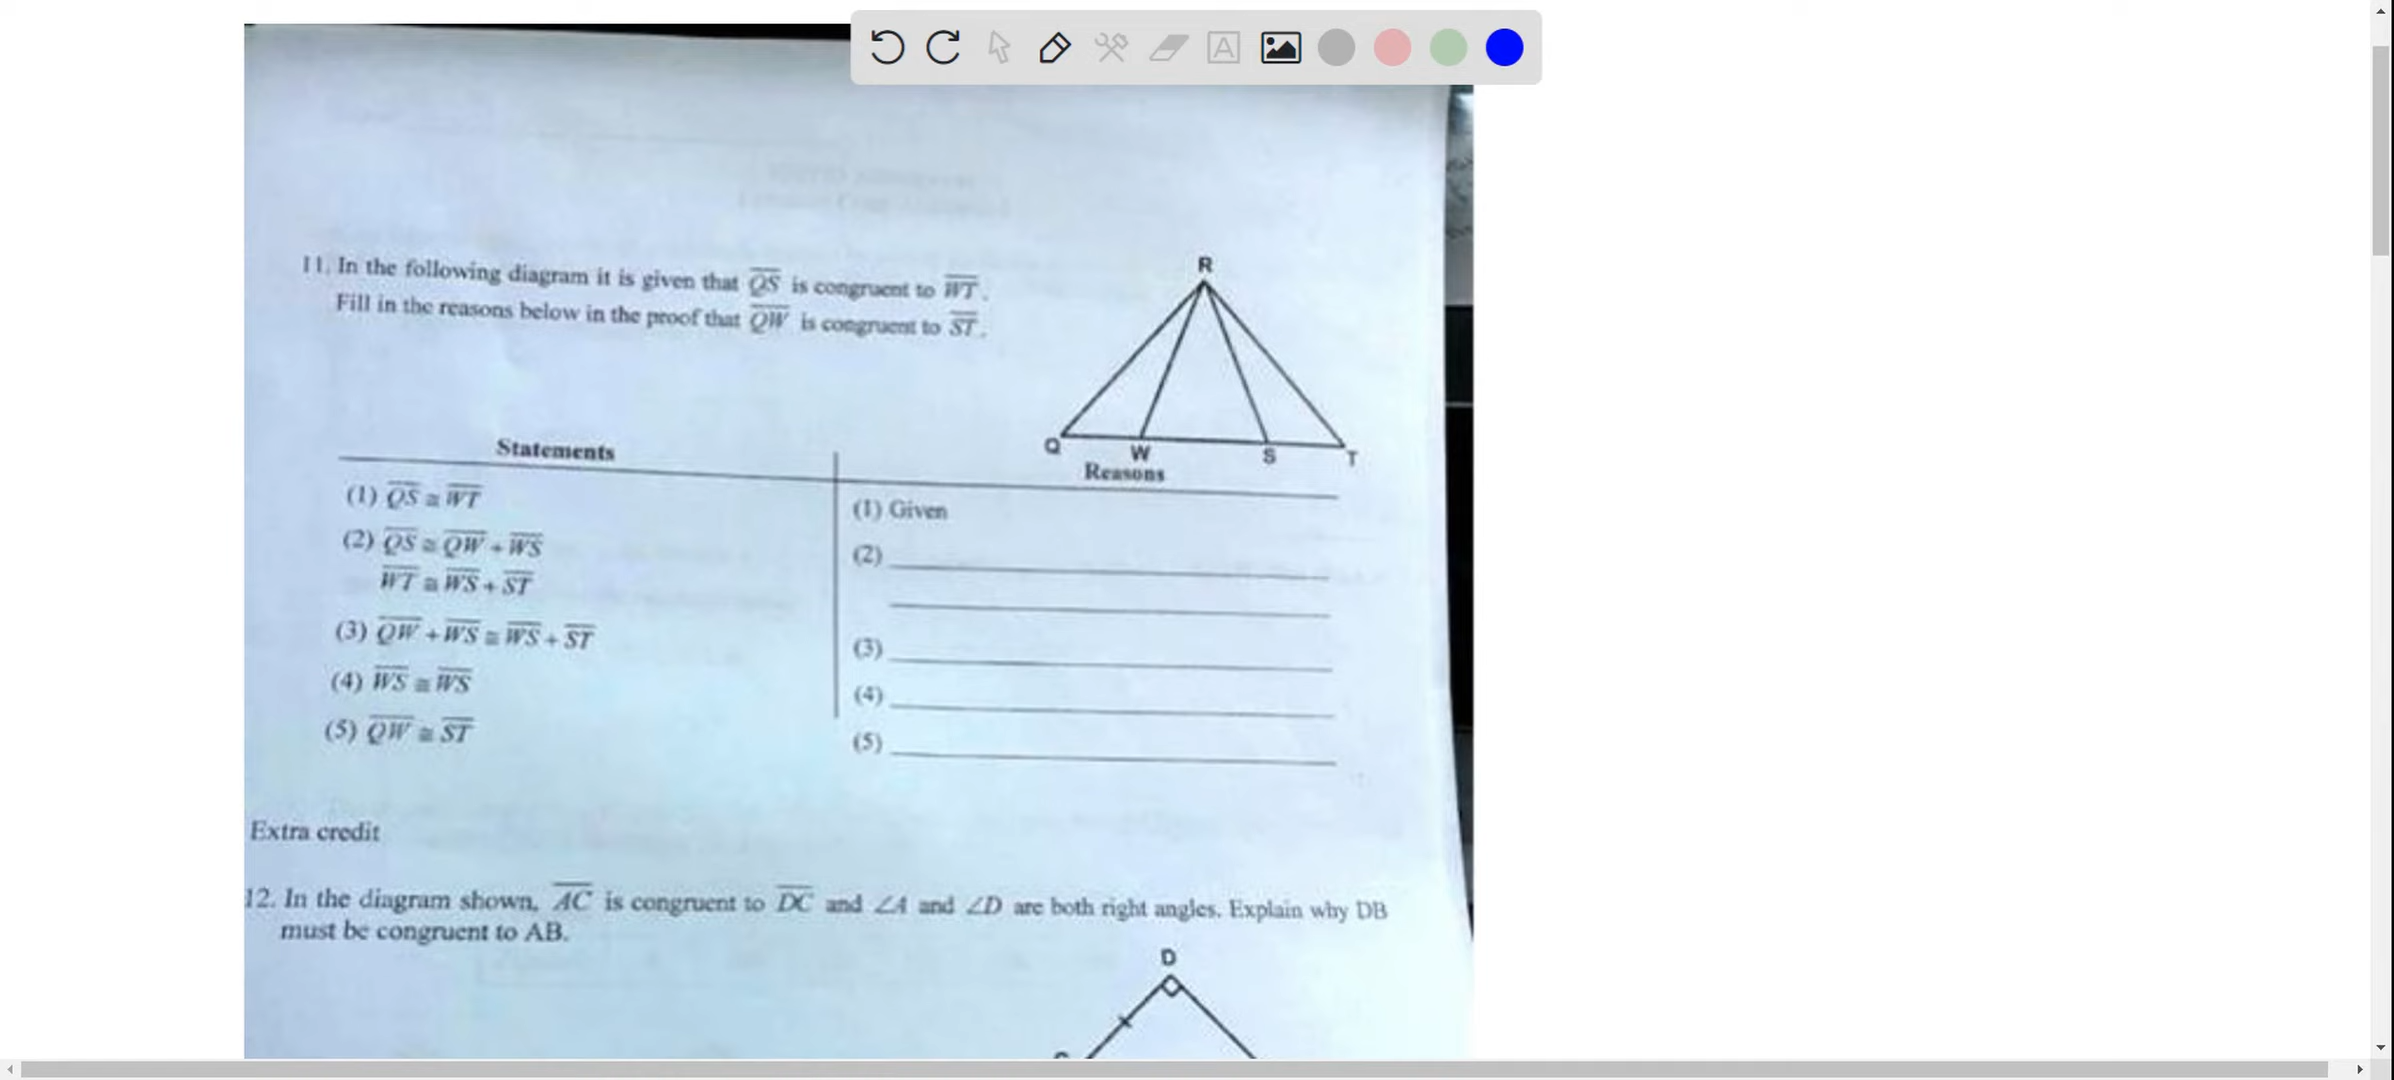 11. In the following diagram it is given that QS is congruent to WT.
Fill in the reasons below in the proof that QW is congruent to ST.
R
Q
W
S
T
Statements
Reasons
(1) QS ≅ WT
(1) Given
(2) QS ≅ QW + WS
(2)
WT ≅ WS + ST
(3) QW + WS ≅ WS + ST
(3)
(4) WS ≅ WS
(4)
(5) QW ≅ ST
(5)
Extra credit
12. In the diagram shown, AC is congruent to DC and ∠A and ∠D are both right angles. Explain why DB
must be congruent to AB.
D